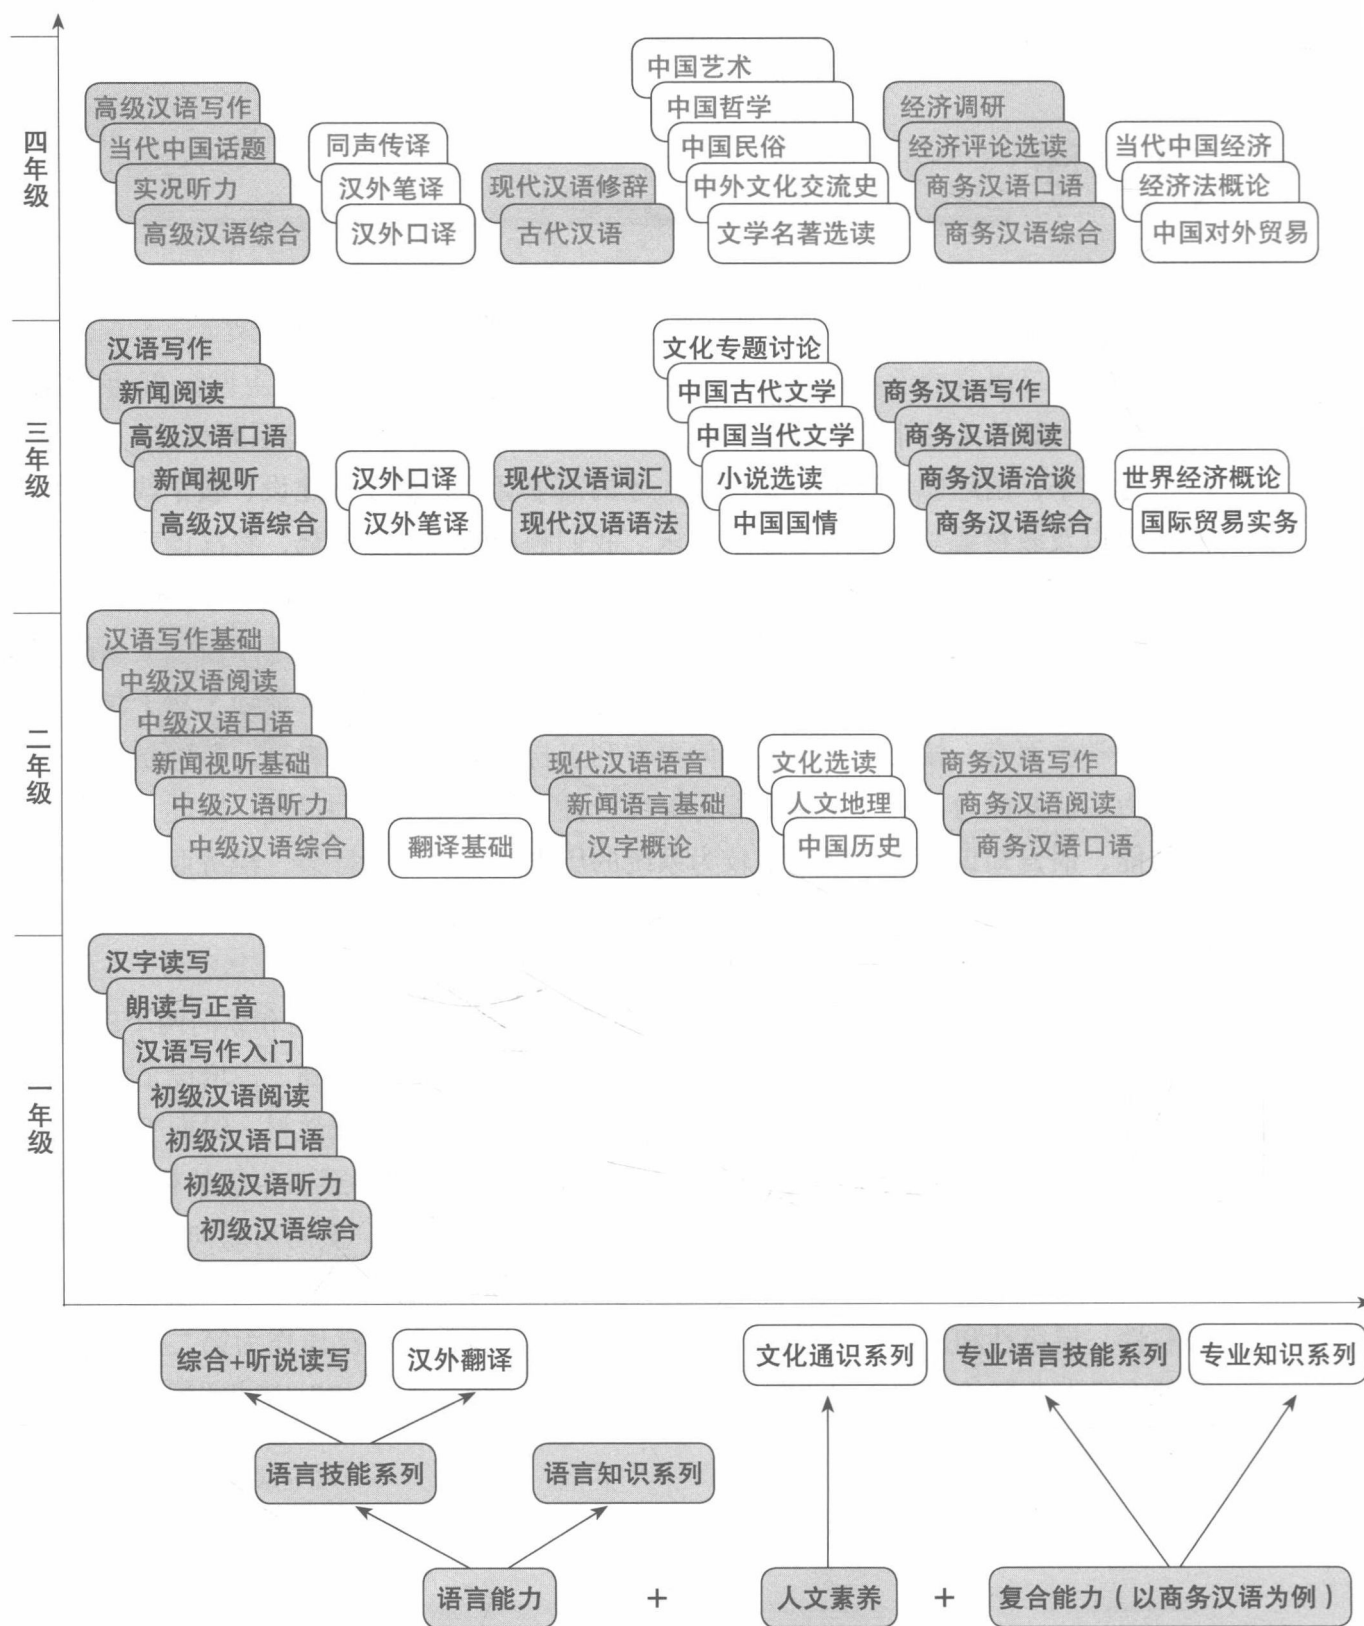 四年级
高级汉语写作
当代中国话题
实况听力
高级汉语综合
同声传译
汉外笔译
汉外口译
现代汉语修辞
古代汉语
中国艺术
中国哲学
中国民俗
中外文化交流史
文学名著选读
经济调研
经济评论选读
商务汉语口语
商务汉语综合
当代中国经济
经济法概论
中国对外贸易
三年级
汉语写作
新闻阅读
高级汉语口语
新闻视听
高级汉语综合
汉外口译
汉外笔译
现代汉语词汇
现代汉语语法
文化专题讨论
中国古代文学
中国当代文学
小说选读
中国国情
商务汉语写作
商务汉语阅读
商务汉语洽谈
商务汉语综合
世界经济概论
国际贸易实务
二年级
汉语写作基础
中级汉语阅读
中级汉语口语
新闻视听基础
中级汉语听力
中级汉语综合
翻译基础
现代汉语语音
新闻语言基础
汉字概论
文化选读
人文地理
中国历史
商务汉语写作
商务汉语阅读
商务汉语口语
一年级
汉字读写
朗读与正音
汉语写作入门
初级汉语阅读
初级汉语口语
初级汉语听力
初级汉语综合
综合+听说读写
汉外翻译
文化通识系列
专业语言技能系列
专业知识系列
语言技能系列
语言知识系列
语言能力 + 人文素养 + 复合能力（以商务汉语为例）